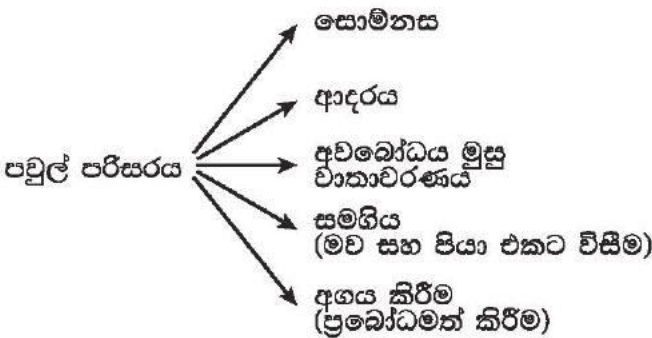 සොම්නස
ආදරය
පවුල් පරිසරය
අවබෝධය මුසු
වාතාවරණය
සමගිය
(මව සහ පියා එකට විසීම)
අගය කිරීම
(ප්‍රබෝධමත් කිරීම)